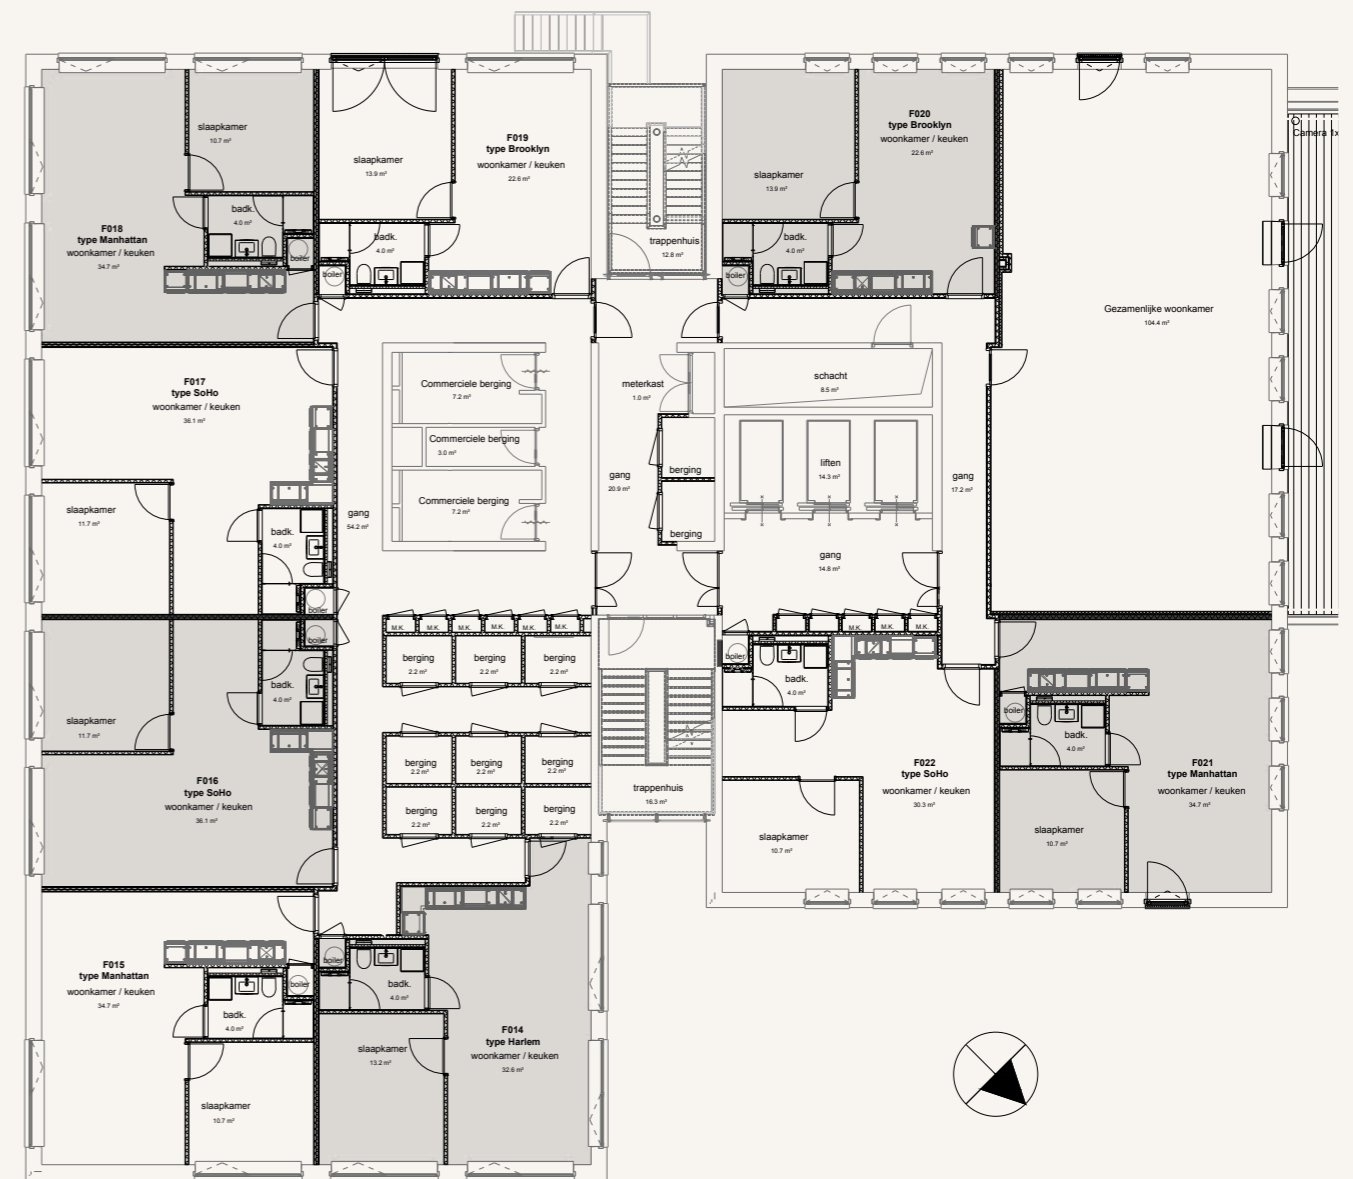 Camera 1x
slaapkamer
10.7 m²
F018
type Manhattan
woonkamer / keuken
34.7 m²
badk.
4.0 m²
boiler
slaapkamer
13.9 m²
F019
type Brooklyn
woonkamer / keuken
22.6 m²
badk.
4.0 m²
boiler
trappenhuis
12.8 m²
slaapkamer
13.9 m²
F020
type Brooklyn
woonkamer / keuken
22.6 m²
badk.
4.0 m²
boiler
Gezamenlijke woonkamer
104.4 m²
F017
type SoHo
woonkamer / keuken
36.1 m²
slaapkamer
11.7 m²
badk.
4.0 m²
boiler
gang
54.2 m²
Commerciele berging
7.2 m²
Commerciele berging
3.0 m²
Commerciele berging
7.2 m²
meterkast
1.0 m²
gang
20.9 m²
berging
berging
schacht
8.5 m²
liften
14.3 m²
gang
17.2 m²
gang
14.8 m²
boiler
badk.
4.0 m²
slaapkamer
11.7 m²
F016
type SoHo
woonkamer / keuken
36.1 m²
M.K.
M.K.
M.K.
M.K.
M.K.
M.K.
berging
2.2 m²
berging
2.2 m²
berging
2.2 m²
berging
2.2 m²
berging
2.2 m²
berging
2.2 m²
berging
2.2 m²
berging
2.2 m²
berging
2.2 m²
trappenhuis
16.3 m²
M.K.
M.K.
M.K.
boiler
badk.
4.0 m²
F022
type SoHo
woonkamer / keuken
30.3 m²
slaapkamer
10.7 m²
boiler
badk.
4.0 m²
F021
type Manhattan
woonkamer / keuken
34.7 m²
slaapkamer
10.7 m²
F015
type Manhattan
woonkamer / keuken
34.7 m²
boiler
badk.
4.0 m²
slaapkamer
10.7 m²
boiler
badk.
4.0 m²
slaapkamer
13.2 m²
F014
type Harlem
woonkamer / keuken
32.6 m²